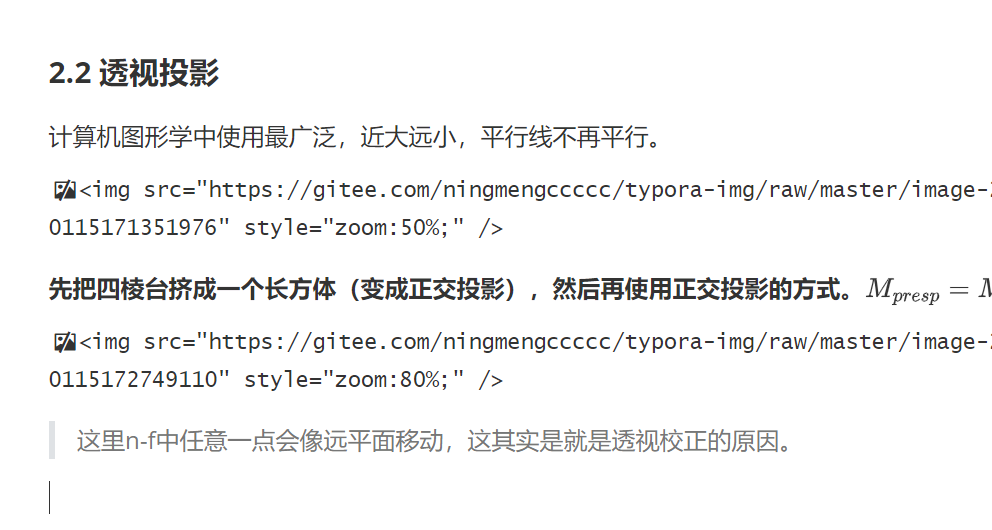 2.2 透视投影
计算机图形学中使用最广泛，近大远小，平行线不再平行。
<img src="https://gitee.com/ningmengccccc/typora-img/raw/master/image-
0115171351976" style="zoom:50%;" />
先把四棱台挤成一个长方体（变成正交投影），然后再使用正交投影的方式。M_{presp} =
<img src="https://gitee.com/ningmengccccc/typora-img/raw/master/image-
0115172749110" style="zoom:80%;" />
这里n-f中任意一点会像远平面移动，这其实是就是透视校正的原因。